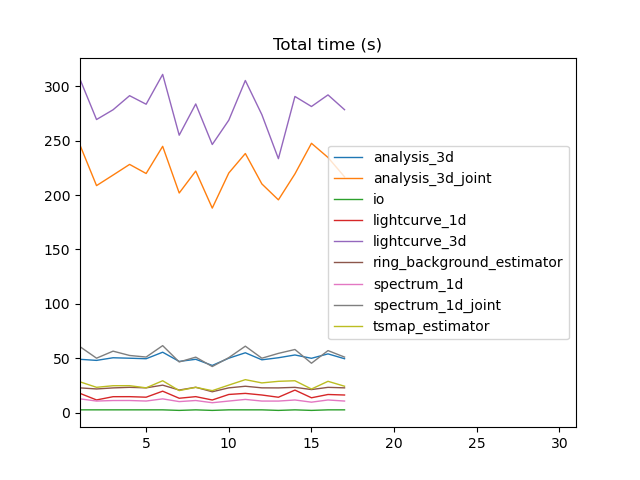 Total time (s)
300
250
200
150
100
50
0
analysis_3d
analysis_3d_joint
io
lightcurve_1d
lightcurve_3d
ring_background_estimator
spectrum_1d
spectrum_1d_joint
tsmap_estimator
5 10 15 20 25 30